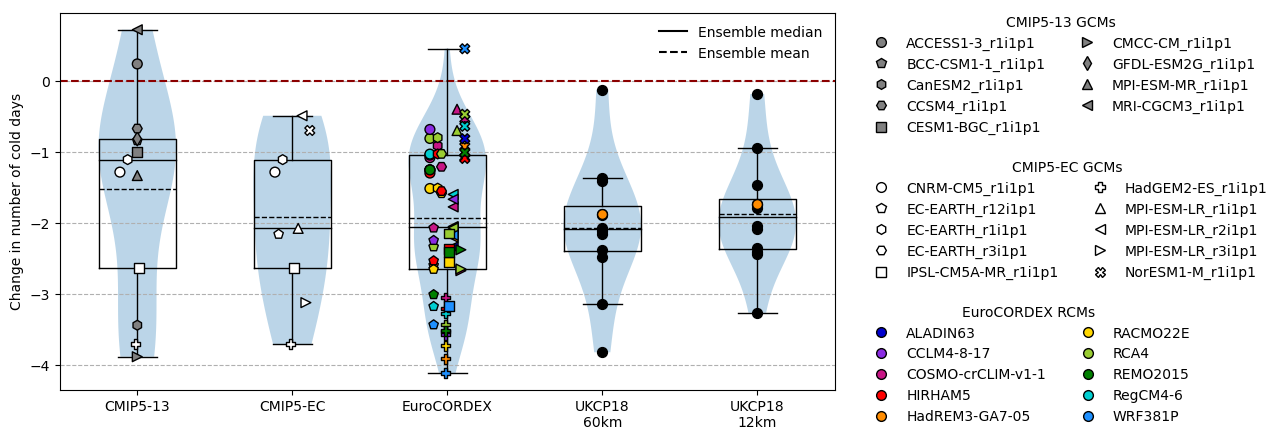 Change in number of cold days
0
−1
−2
−3
−4
Ensemble median
Ensemble mean
CMIP5-13
CMIP5-EC
EuroCORDEX
UKCP18
60km
UKCP18
12km
CMIP5-13 GCMs
ACCESS1-3_r1i1p1
BCC-CSM1-1_r1i1p1
CanESM2_r1i1p1
CCSM4_r1i1p1
CESM1-BGC_r1i1p1
CMCC-CM_r1i1p1
GFDL-ESM2G_r1i1p1
MPI-ESM-MR_r1i1p1
MRI-CGCM3_r1i1p1
CMIP5-EC GCMs
CNRM-CM5_r1i1p1
EC-EARTH_r12i1p1
EC-EARTH_r1i1p1
EC-EARTH_r3i1p1
IPSL-CM5A-MR_r1i1p1
HadGEM2-ES_r1i1p1
MPI-ESM-LR_r1i1p1
MPI-ESM-LR_r2i1p1
MPI-ESM-LR_r3i1p1
NorESM1-M_r1i1p1
EuroCORDEX RCMs
ALADIN63
CCLM4-8-17
COSMO-crCLIM-v1-1
HIRHAM5
HadREM3-GA7-05
RACMO22E
RCA4
REMO2015
RegCM4-6
WRF381P